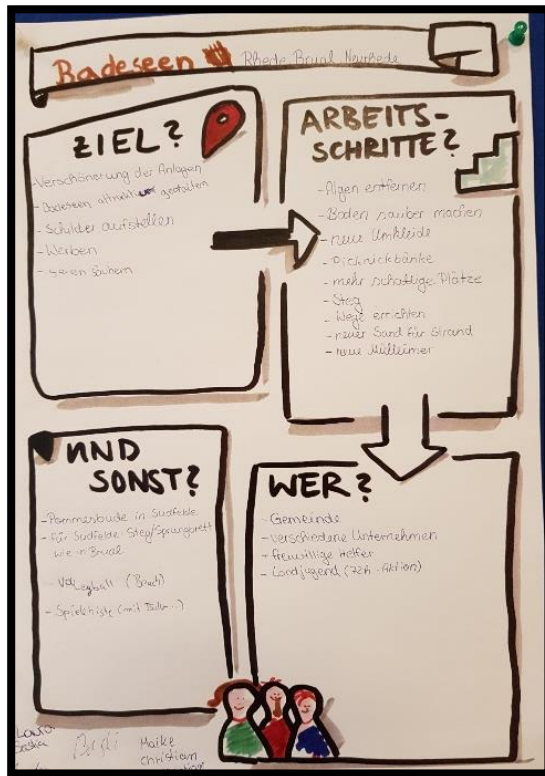 Badeseen Rhede Brual Neurhede
ZIEL?
- Verschönerung der Anlagen
- Badeseen attraktiver gestalten
- Schilder aufstellen
- Werben
- Seen säubern
ARBEITS-
SCHRITTE?
- Algen entfernen
- Boden sauber machen
- neue Umkleide
- Picknickbänke
- mehr schattige Plätze
- Steg
- Wege errichten
- neuer Sand für Strand
- neue Mülleimer
UND
SONST?
- Pommesbude in Sudfelde
- für Sudfelde Steg/Sprungbrett
wie in Brual
- Volleyball (Beach)
- Spielekiste (mit
WER?
- Gemeinde
- verschiedene Unternehmen
- freiwillige Helfer
- Landjugend (72h-Aktion)
Laura
Maike
Christian